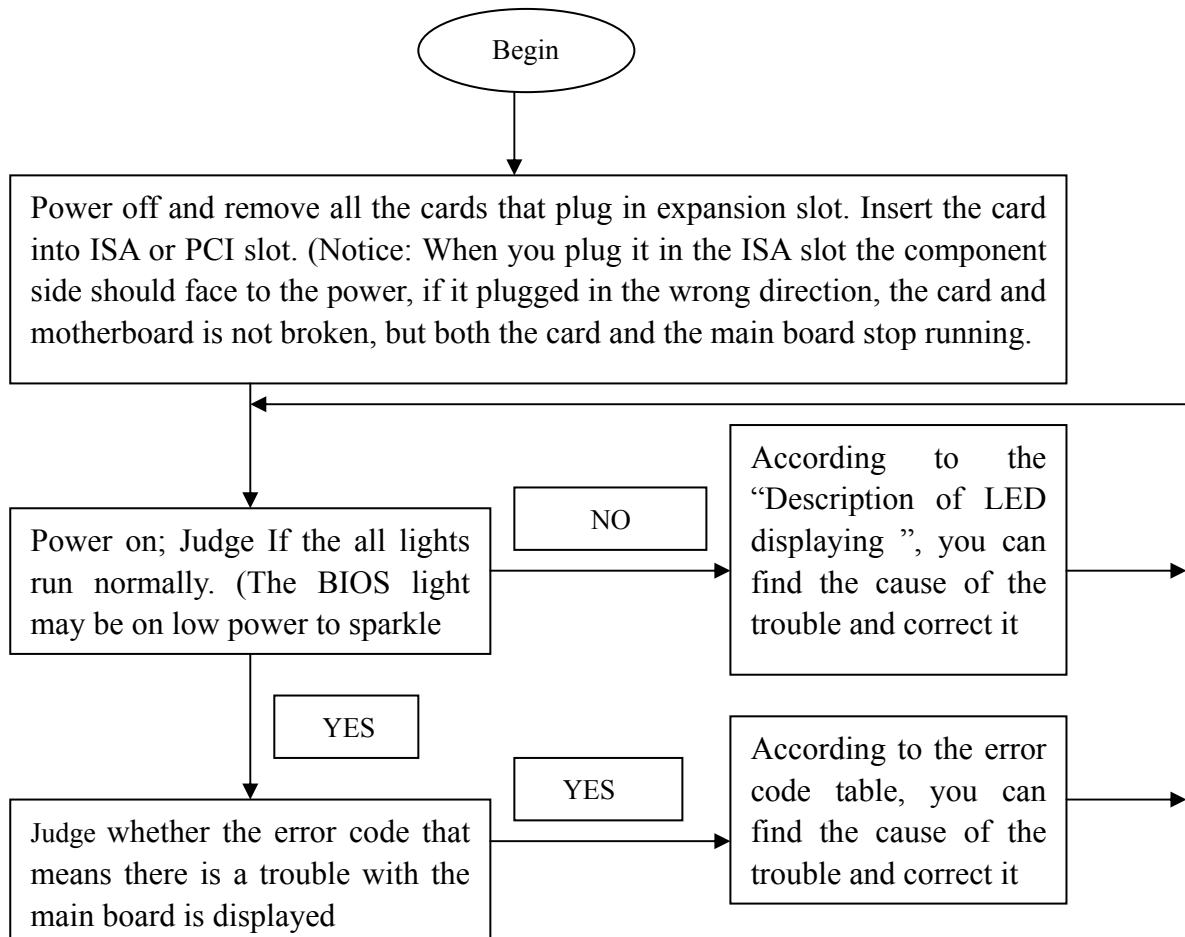 Begin
Power off and remove all the cards that plug in expansion slot. Insert the card
into ISA or PCI slot. (Notice: When you plug it in the ISA slot the component
side should face to the power, if it plugged in the wrong direction, the card and
motherboard is not broken, but both the card and the main board stop running.
Power on; Judge If the all lights
run normally. (The BIOS light
may be on low power to sparkle
NO
According to the
“Description of LED
displaying ”, you can
find the cause of the
trouble and correct it
YES
Judge whether the error code that
means there is a trouble with the
main board is displayed
YES
According to the error
code table, you can
find the cause of the
trouble and correct it